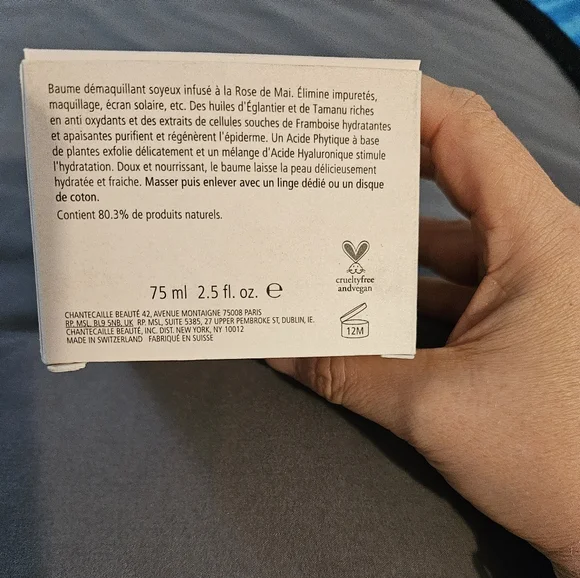 Baume démaquillant soyeux infusé à la Rose de Mai. Élimine impuretés,
maquillage, écran solaire, etc. Des huiles d'Églantier et de Tamanu riches
en anti oxydants et des extraits de cellules souches de Framboise hydratantes
et apaisantes purifient et régénèrent l'épiderme. Un Acide Phytique à base
de plantes exfolie délicatement et un mélange d'Acide Hyaluronique stimule
l'hydratation. Doux et nourrissant, le baume laisse la peau délicieusement
hydratée et fraiche. Masser puis enlever avec un linge dédié ou un disque
de coton.
Contient 80.3% de produits naturels.
crueltyfree
andvegan
75 ml 2.5 fl. oz. ℮
12M
CHANTECAILLE BEAUTÉ 42, AVENUE MONTAIGNE 75008 PARIS
RP. MSL, BL9 5NB, UK RP. MSL, SUITE 5385, 27 UPPER PEMBROKE ST, DUBLIN, IE.
CHANTECAILLE BEAUTÉ, INC. DIST. NEW YORK, NY 10012
MADE IN SWITZERLAND FABRIQUÉ EN SUISSE